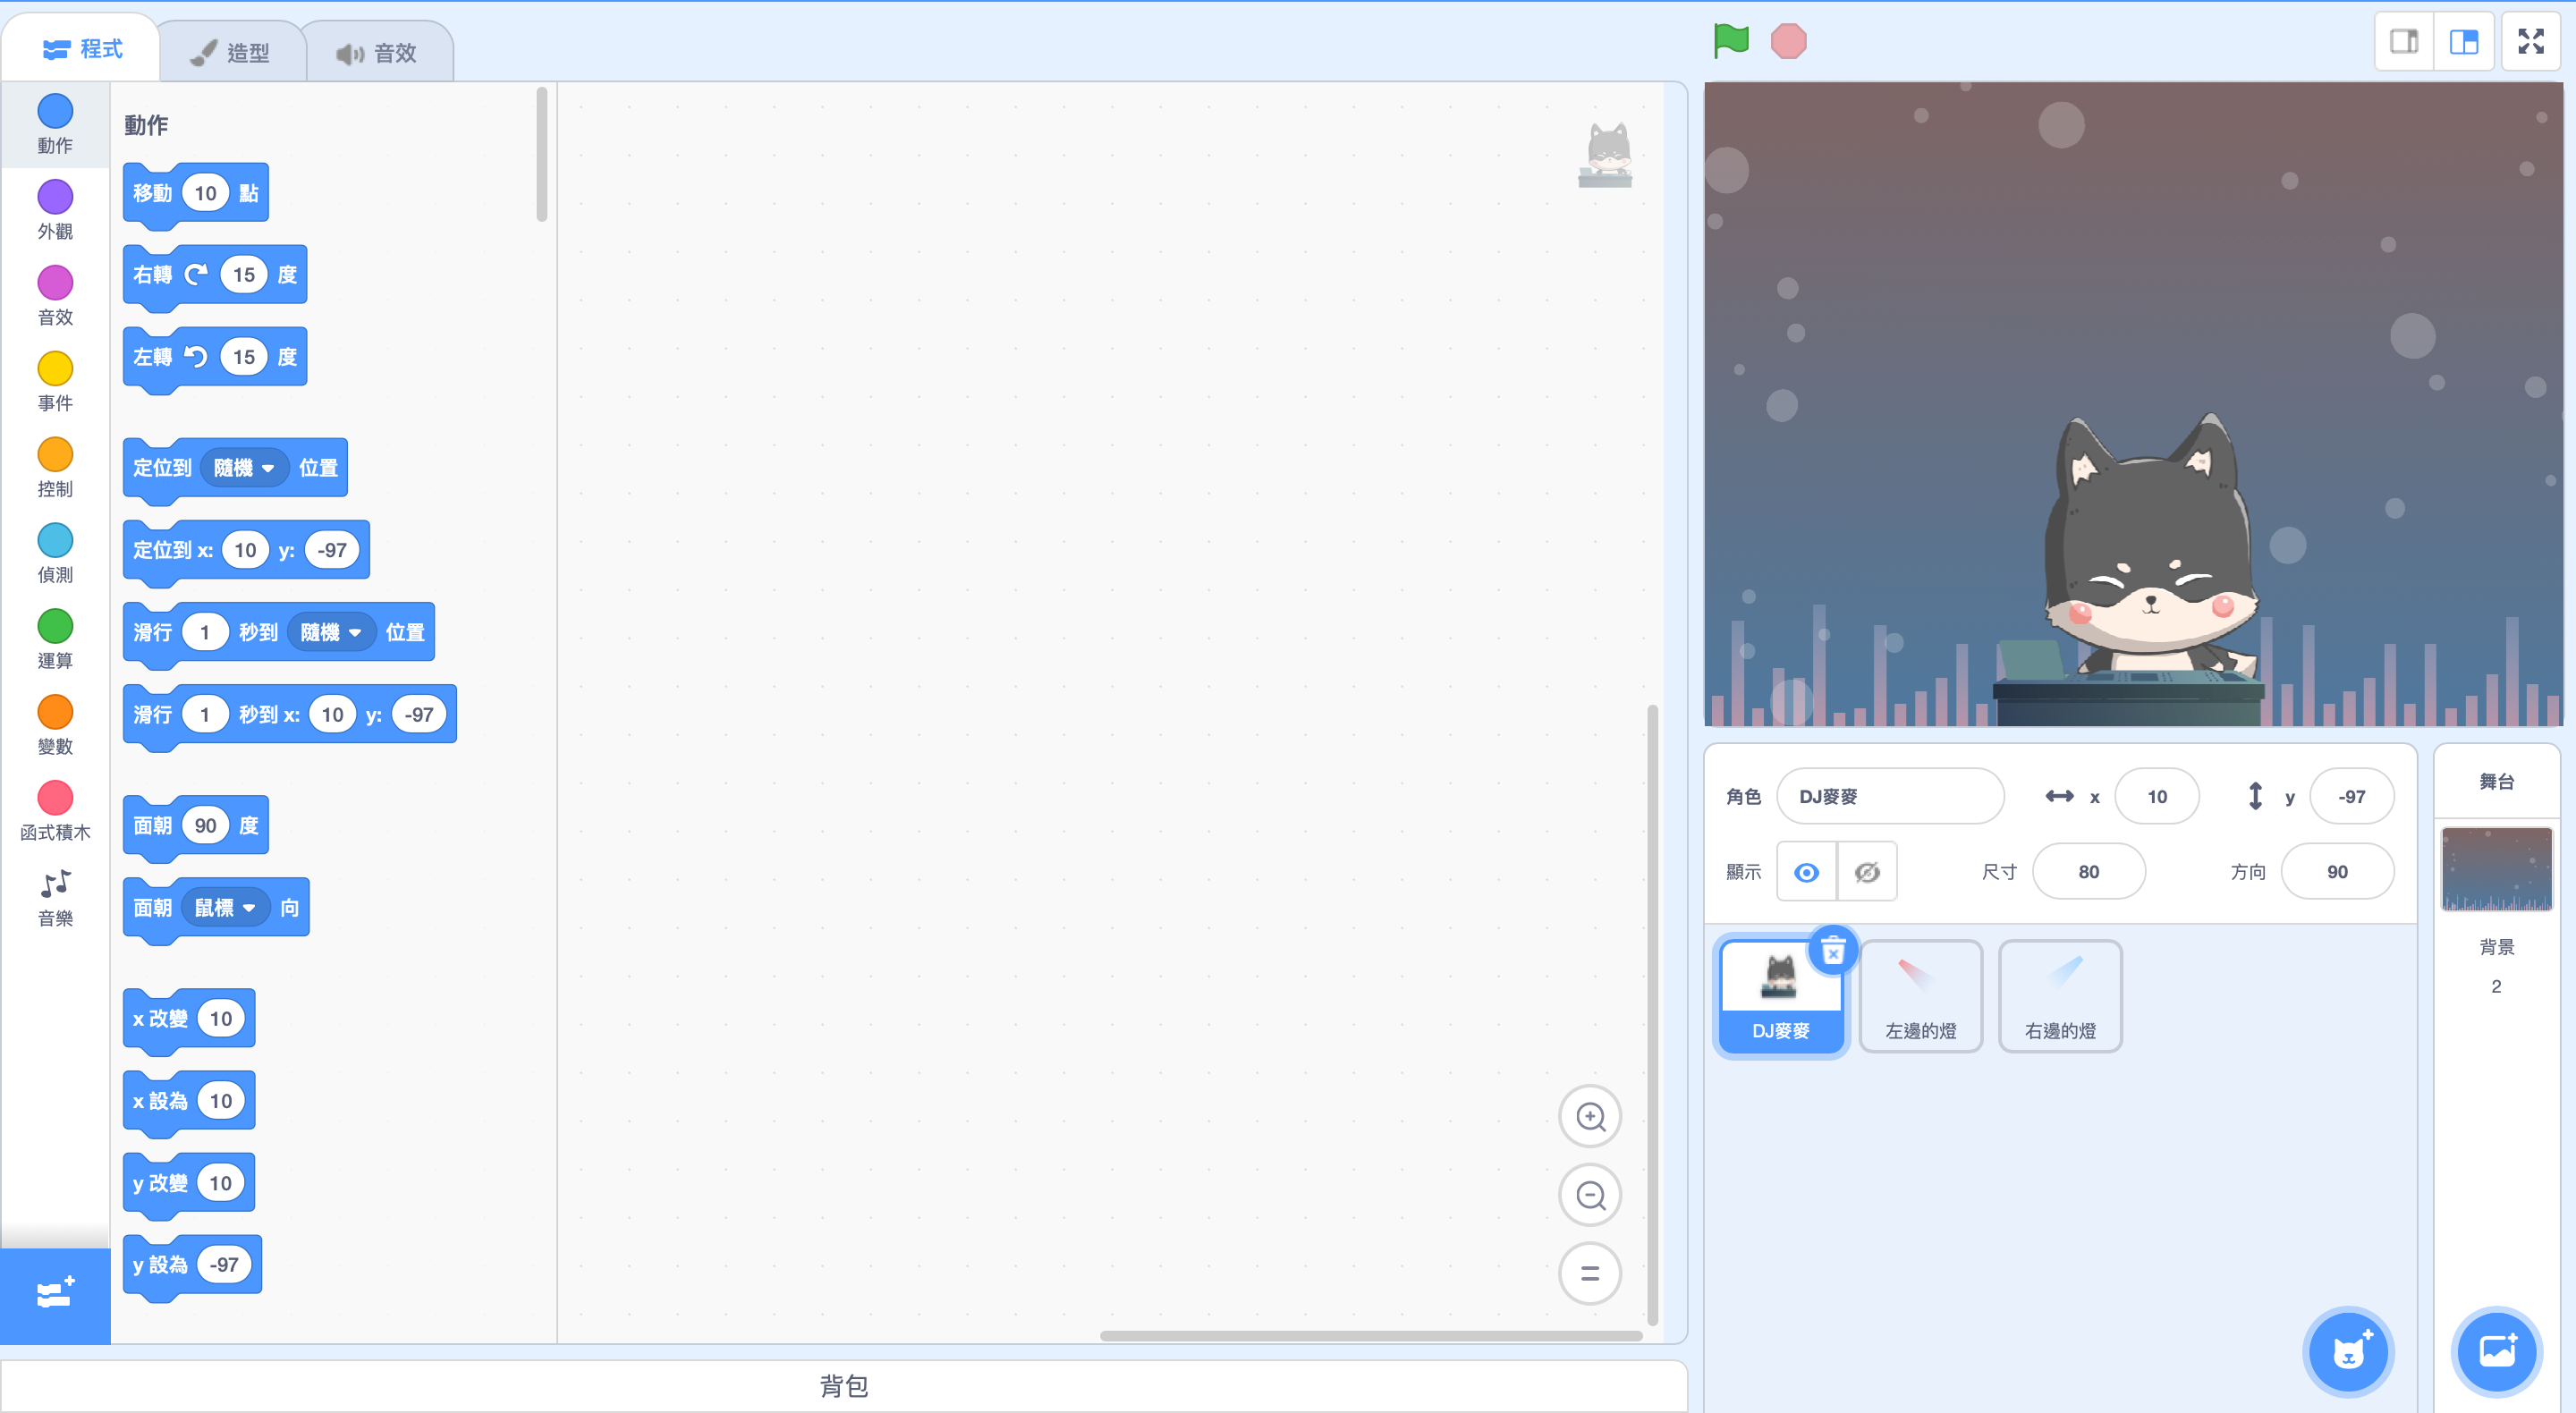 程式
造型
音效
動作
外觀
音效
事件
控制
偵測
運算
變數
函式積木
音樂
動作
移動 10 點
右轉 15 度
左轉 15 度
定位到 隨機 位置
定位到 x: 10 y: -97
滑行 1 秒到 隨機 位置
滑行 1 秒到 x: 10 y: -97
面朝 90 度
面朝 鼠標 向
x 改變 10
x 設為 10
y 改變 10
y 設為 -97
背包
角色 DJ麥麥 x 10 y -97
顯示 尺寸 80 方向 90
DJ麥麥
左邊的燈
右邊的燈
舞台
背景
2